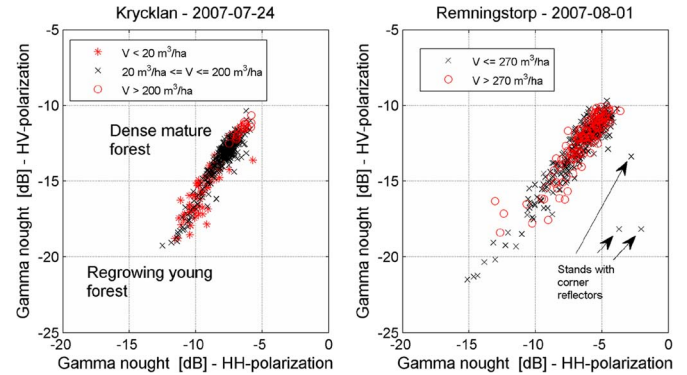 Krycklan - 2007-07-24
V < 20 m³/ha
20 m³/ha <= V <= 200 m³/ha
V > 200 m³/ha
Dense mature
forest
Regrowing young
forest
Gamma nought [dB] - HV-polarization
-5
-10
-15
-20
-25
-20
-15
-10
-5
0
Gamma nought [dB] - HH-polarization
Remningstorp - 2007-08-01
V <= 270 m³/ha
V > 270 m³/ha
Stands with
corner
reflectors
Gamma nought [dB] - HV-polarization
-5
-10
-15
-20
-25
-20
-15
-10
-5
0
Gamma nought [dB] - HH-polarization